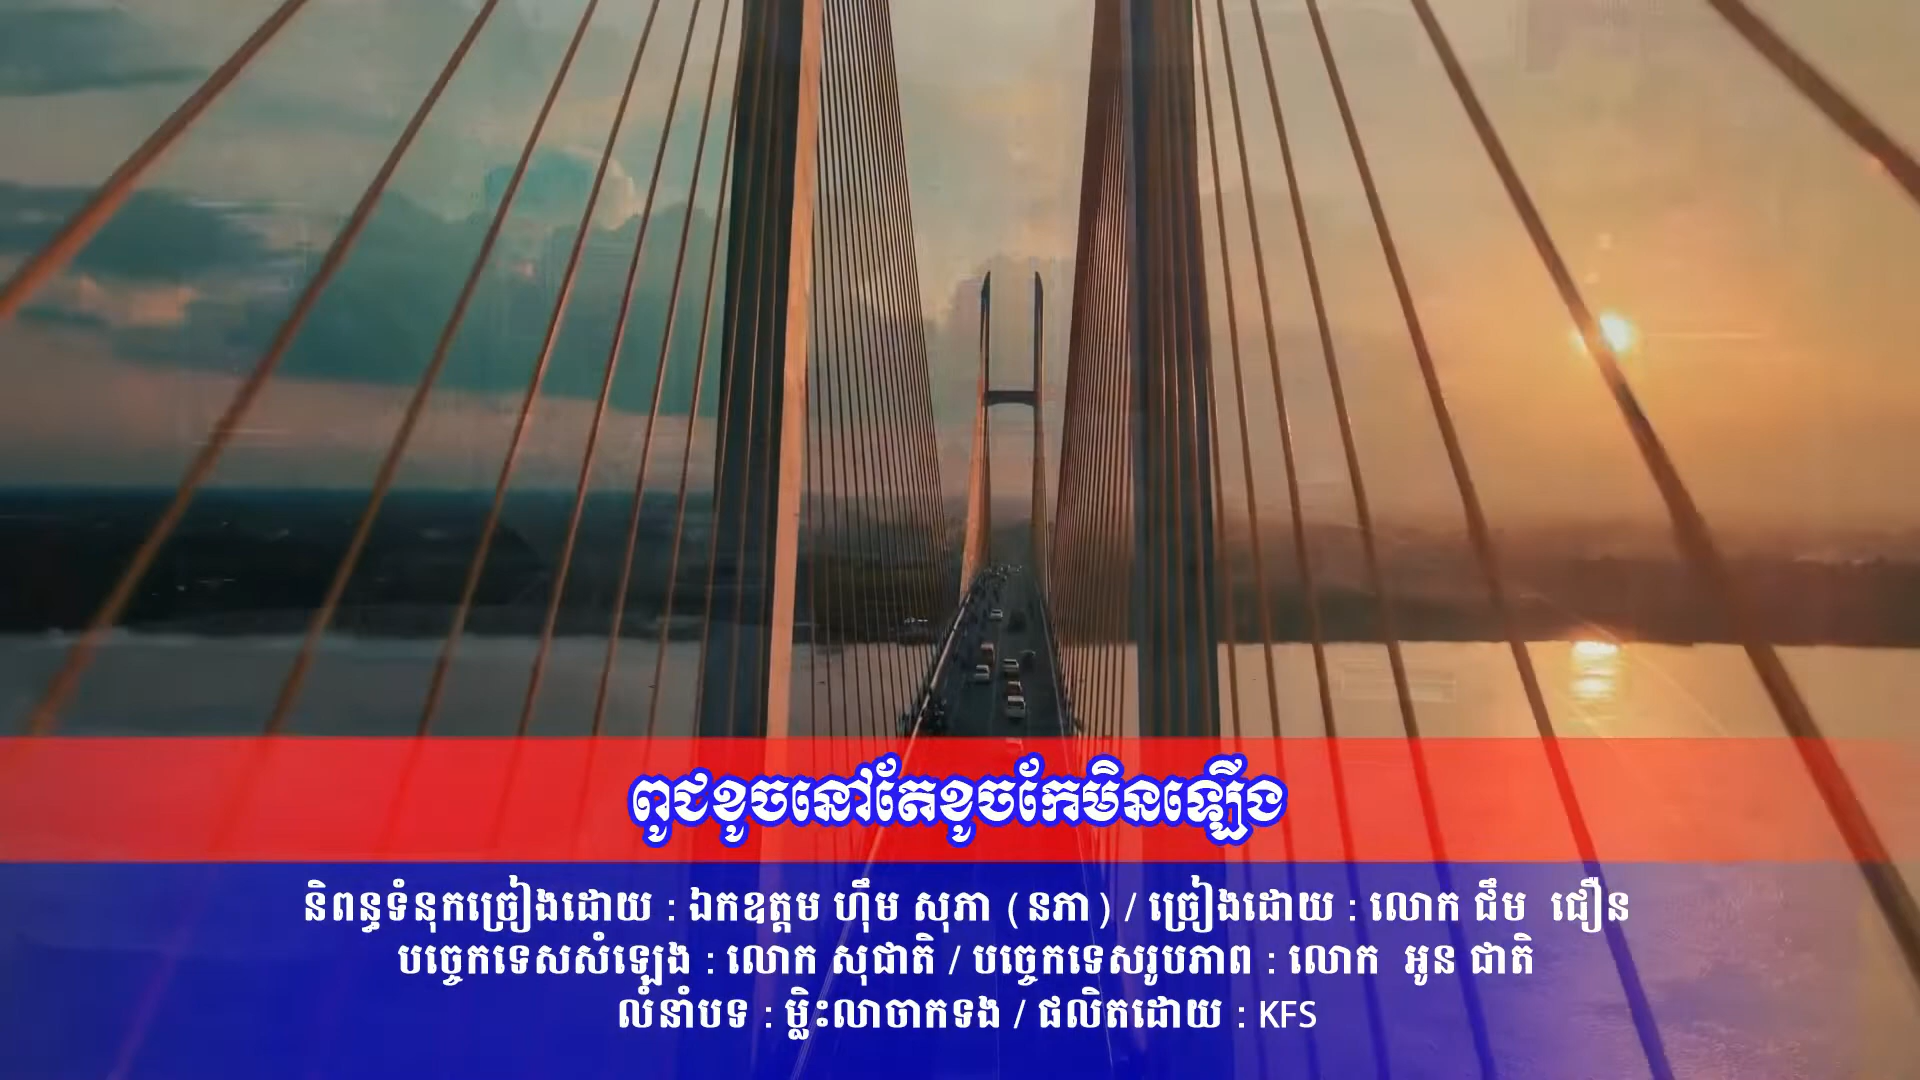 ពូជខូចនៅតែខូចកែមិនឡើង
និពន្ធទំនុកច្រៀងដោយ : ឯកឧត្តម ហ៊ឹម សុភា ( នភា ) / ច្រៀងដោយ : លោក ជឹម ជឿន
បច្ចេកទេសសំឡេង : លោក សុជាតិ / បច្ចេកទេសរូបភាព : លោក អូន ជាតិ
លំនាំបទ : ម្លិះលាចាកទង / ផលិតដោយ : KFS